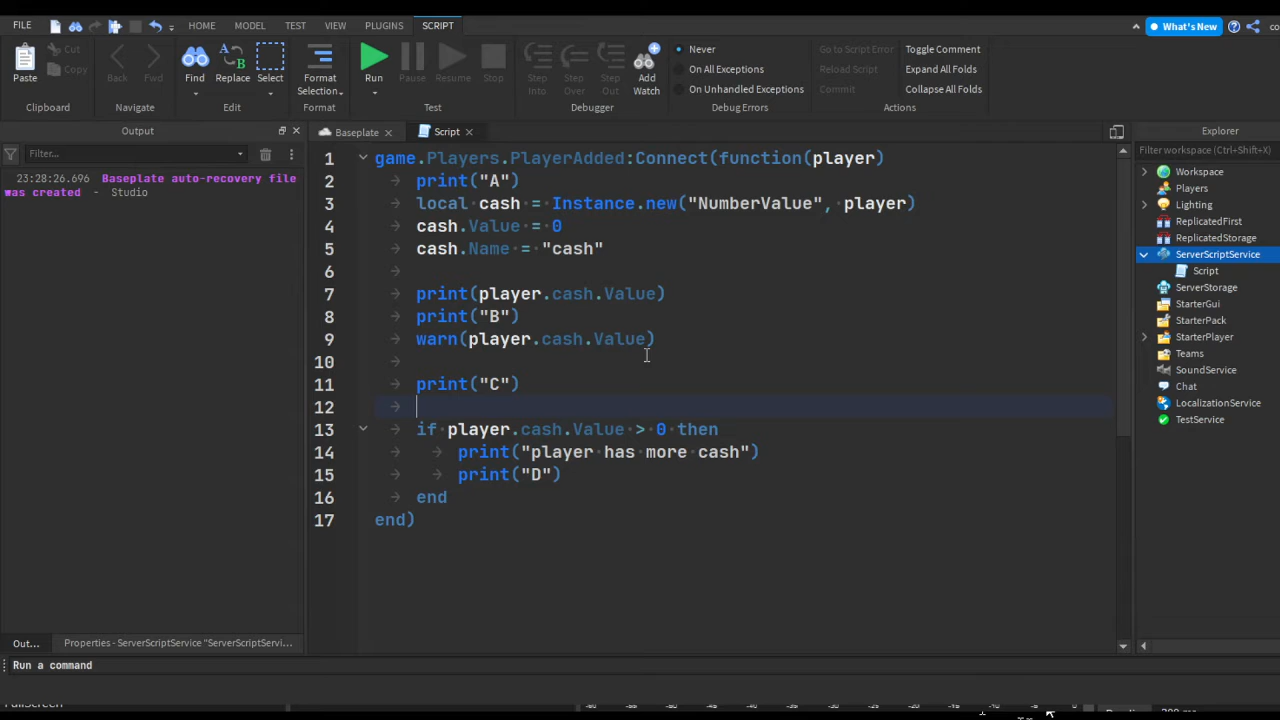 FILE HOME MODEL TEST VIEW PLUGINS SCRIPT What's New co
Paste Cut Copy Back Fwd Find Replace Select Format Selection... Run Pause Resume Stop Step Into Step Over Step Out Add Watch Never On All Exceptions On Unhandled Exceptions Go to Script Error Reload Script Commit Toggle Comment Expand All Folds Collapse All Folds
Clipboard Navigate Edit Format Test Debugger Debug Errors Actions
Output
Filter...
23:28:26.696 Baseplate auto-recovery file
was created - Studio
Baseplate Script
1 game.Players.PlayerAdded:Connect(function(player)
2 print("A")
3 local cash = Instance.new("NumberValue", player)
4 cash.Value = 0
5 cash.Name = "cash"
6
7 print(player.cash.Value)
8 print("B")
9 warn(player.cash.Value)
10
11 print("C")
12
13 if player.cash.Value > 0 then
14 print("player has more cash")
15 print("D")
16 end
17 end)
Explorer
Filter workspace (Ctrl+Shift+X)
Workspace
Players
Lighting
ReplicatedFirst
ReplicatedStorage
ServerScriptService
Script
ServerStorage
StarterGui
StarterPack
StarterPlayer
Teams
SoundService
Chat
LocalizationService
TestService
Out... Properties - ServerScriptService "ServerScriptServi...
Run a command